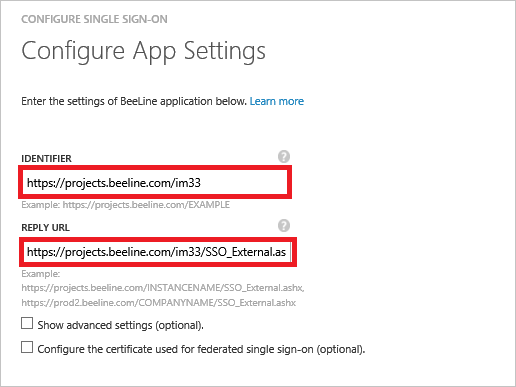 CONFIGURE SINGLE SIGN-ON
Configure App Settings
Enter the settings of BeeLine application below. Learn more
IDENTIFIER ?
https://projects.beeline.com/im33
Example: https://projects.beeline.com/EXAMPLE
REPLY URL ?
https://projects.beeline.com/im33/SSO_External.as
Example:
https://projects.beeline.com/INSTANCENAME/SSO_External.ashx,
https://prod2.beeline.com/COMPANYNAME/SSO_External.ashx
Show advanced settings (optional).
Configure the certificate used for federated single sign-on (optional).